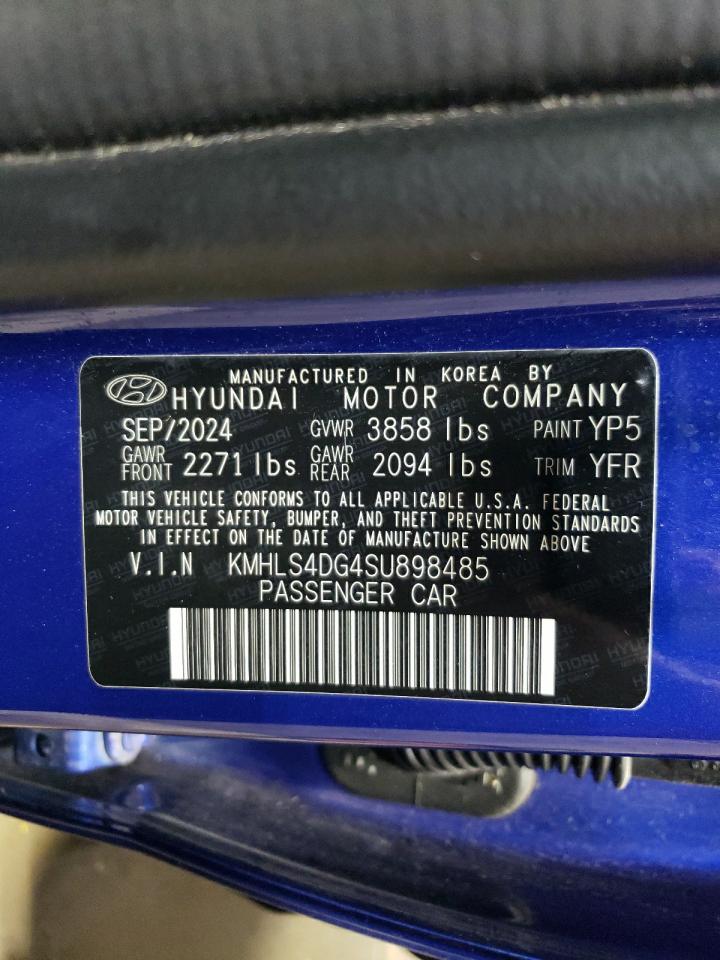 MANUFACTURED IN KOREA BY
HYUNDAI MOTOR COMPANY
SEP/2024 GVWR 3858 lbs PAINT YP5
GAWR FRONT 2271 lbs GAWR REAR 2094 lbs TRIM YFR
THIS VEHICLE CONFORMS TO ALL APPLICABLE U.S.A. FEDERAL
MOTOR VEHICLE SAFETY, BUMPER, AND THEFT PREVENTION STANDARDS
IN EFFECT ON THE DATE OF MANUFACTURE SHOWN ABOVE.
V.I.N KMHLS4DG4SU898485
PASSENGER CAR